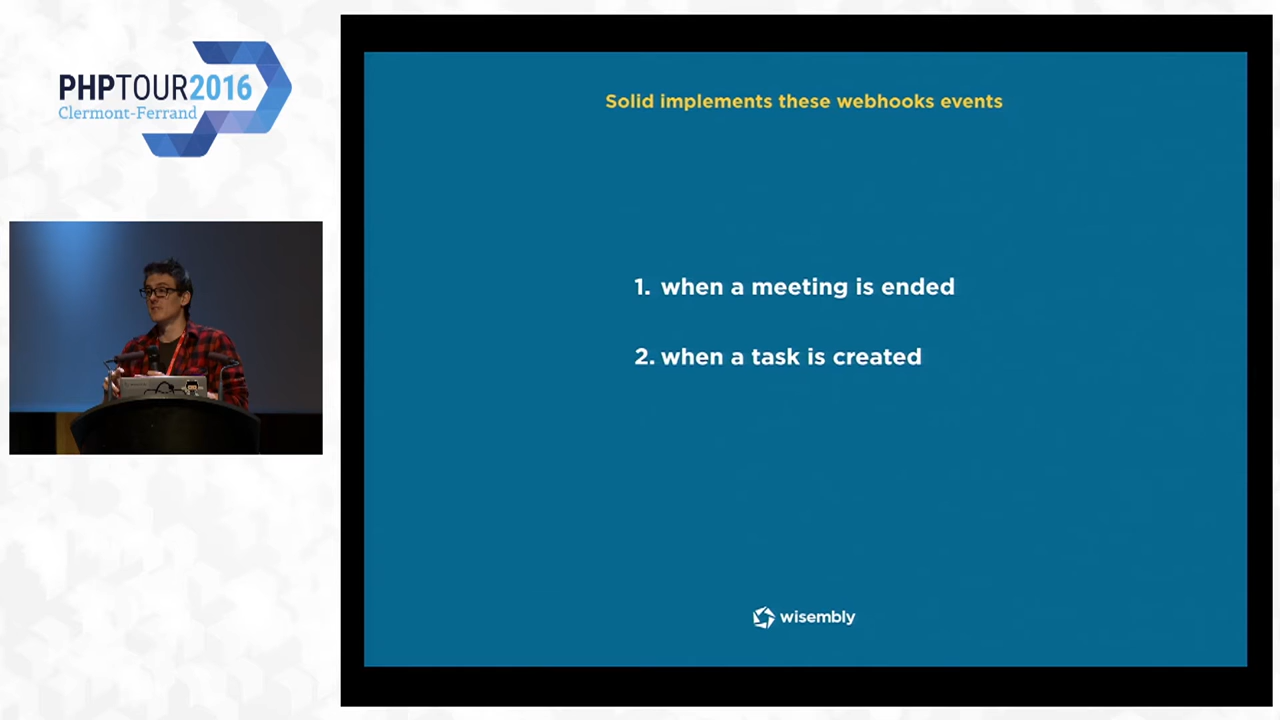 PHPTOUR2016
Clermont-Ferrand
Solid implements these webhooks events
1. when a meeting is ended
2. when a task is created
wisembly